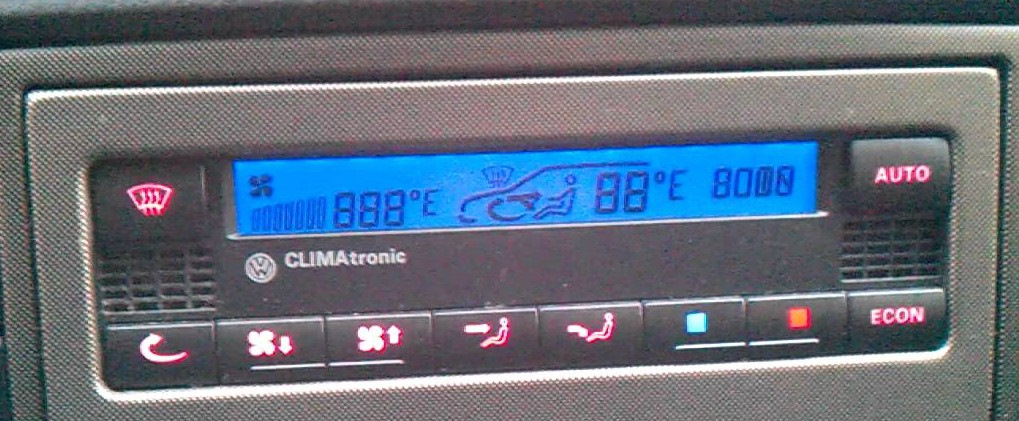 888°E 88°E 8000
AUTO
CLIMAtronic
ECON